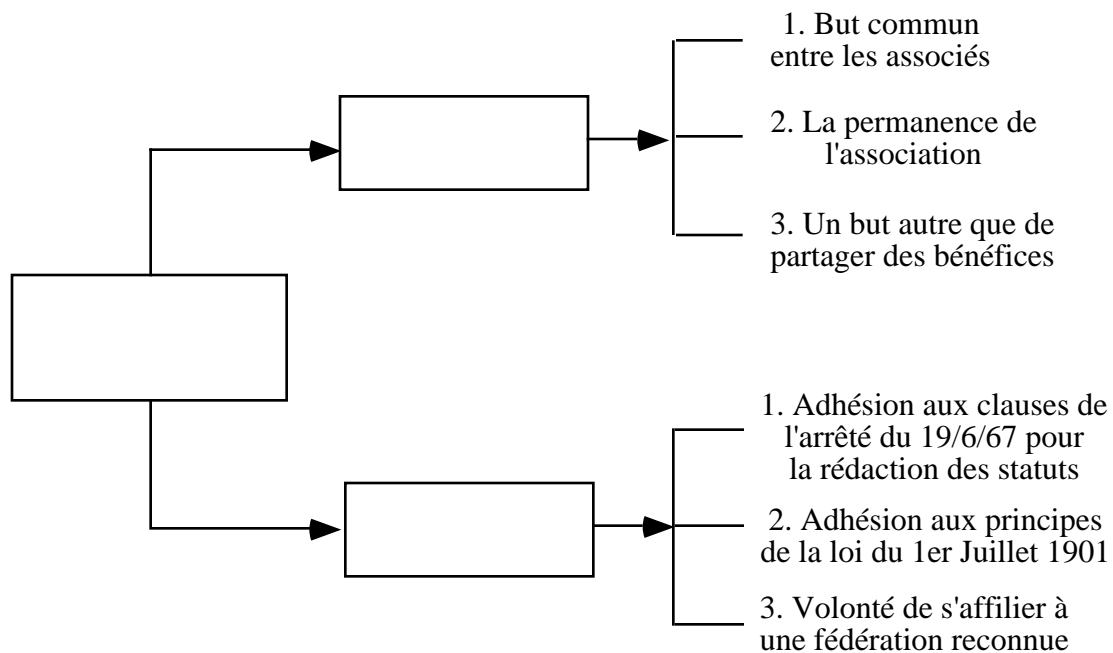 1. But commun
entre les associés
2. La permanence de
l'association
3. Un but autre que de
partager des bénéfices
1. Adhésion aux clauses de
l'arrêté du 19/6/67 pour
la rédaction des statuts
2. Adhésion aux principes
de la loi du 1er Juillet 1901
3. Volonté de s'affilier à
une fédération reconnue